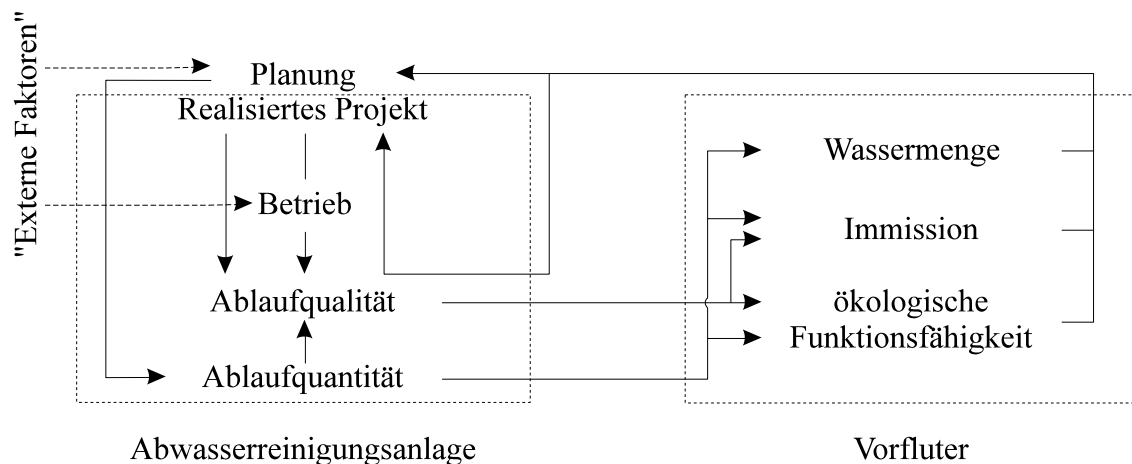 "Externe Faktoren"
Planung
Realisiertes Projekt
Betrieb
Ablaufqualität
Ablaufquantität
Abwasserreinigungsanlage
Wassermenge
Immission
ökologische
Funktionsfähigkeit
Vorfluter